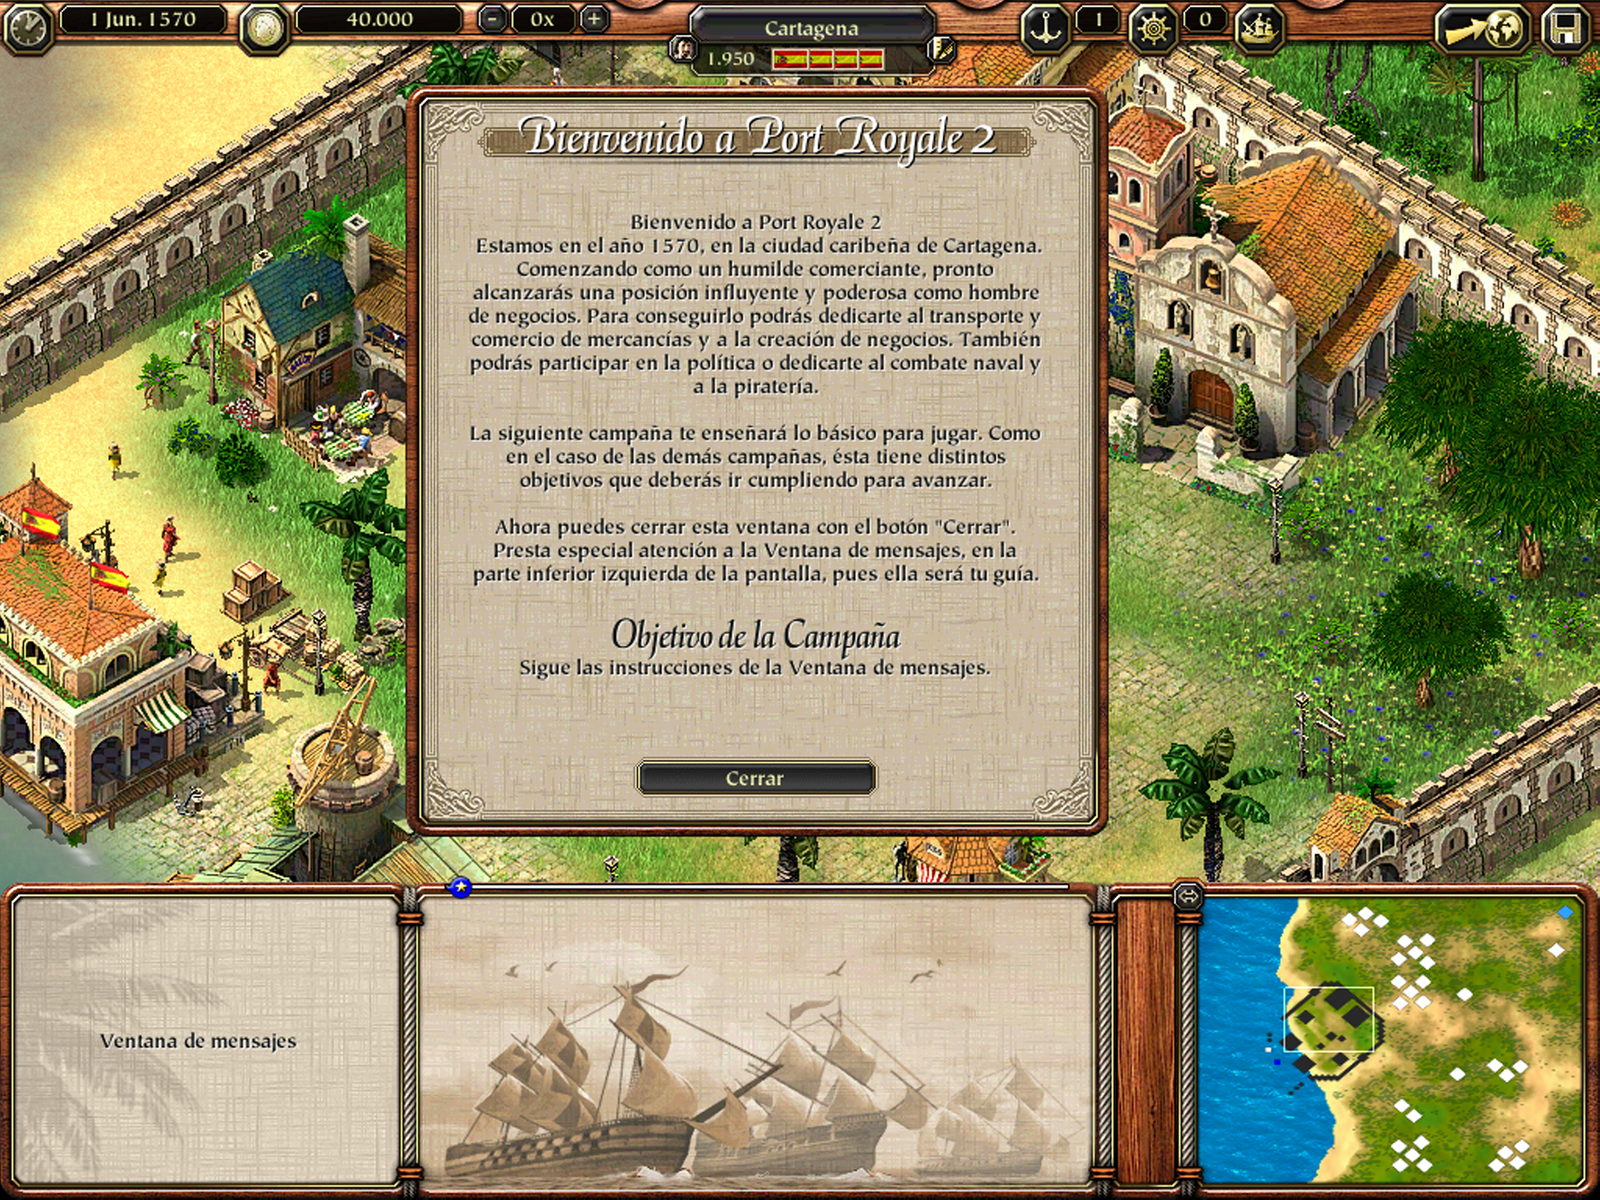 1 Jun. 1570
40.000
- 0x +
Cartagena
1
0
1.950
Bienvenido a Port Royale 2
Bienvenido a Port Royale 2
Estamos en el año 1570, en la ciudad caribeña de Cartagena.
Comenzando como un humilde comerciante, pronto
alcanzarás una posición influyente y poderosa como hombre
de negocios. Para conseguirlo podrás dedicarte al transporte y
comercio de mercancías y a la creación de negocios. También
podrás participar en la política o dedicarte al combate naval y
a la piratería.
La siguiente campaña te enseñará lo básico para jugar. Como
en el caso de las demás campañas, ésta tiene distintos
objetivos que deberás ir cumpliendo para avanzar.
Ahora puedes cerrar esta ventana con el botón "Cerrar".
Presta especial atención a la Ventana de mensajes, en la
parte inferior izquierda de la pantalla, pues ella será tu guía.
Objetivo de la Campaña
Sigue las instrucciones de la Ventana de mensajes.
Cerrar
Ventana de mensajes